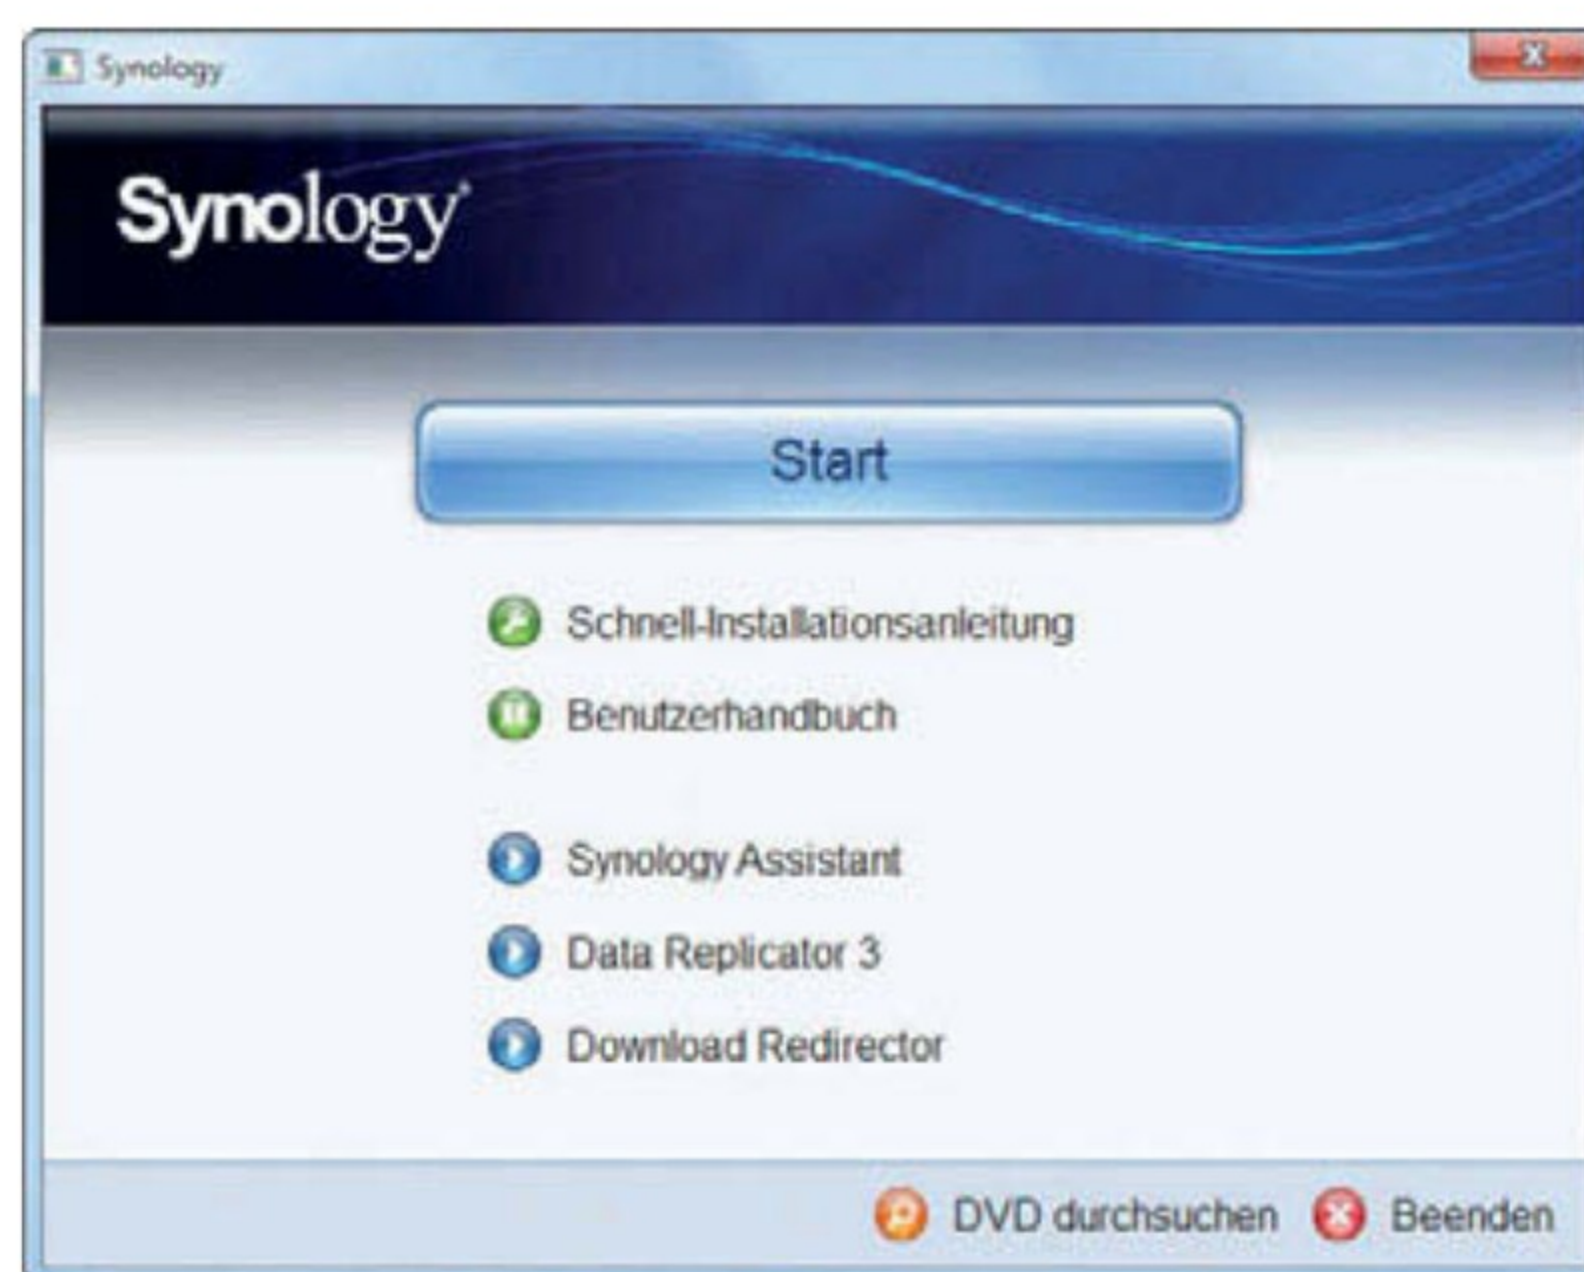 Synology
Synology
Start
Schnell-Installationsanleitung
Benutzerhandbuch
Synology Assistant
Data Replicator 3
Download Redirector
DVD durchsuchen Beenden